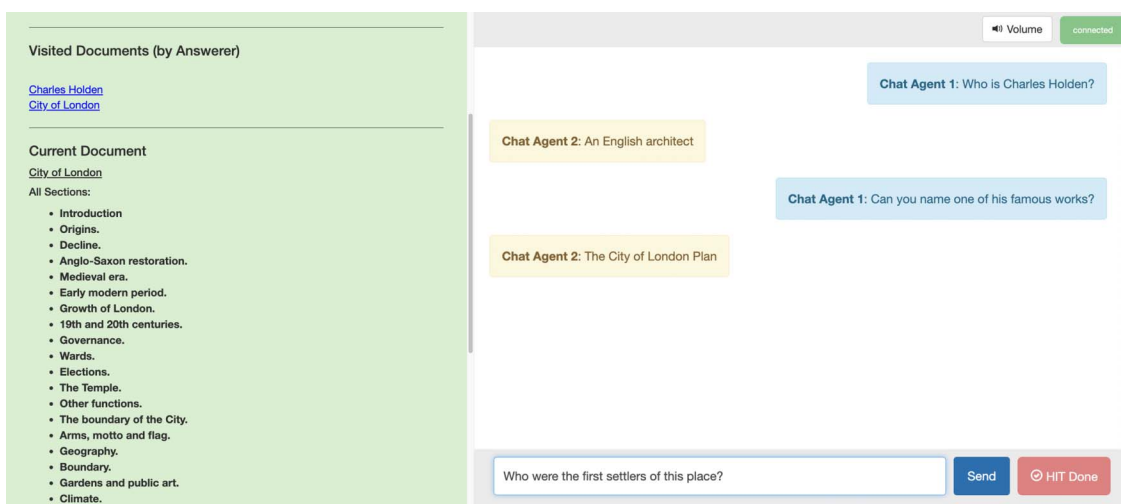 Visited Documents (by Answerer)
Charles Holden
City of London
Current Document
City of London
All Sections:
• Introduction
• Origins.
• Decline.
• Anglo-Saxon restoration.
• Medieval era.
• Early modern period.
• Growth of London.
• 19th and 20th centuries.
• Governance.
• Wards.
• Elections.
• The Temple.
• Other functions.
• The boundary of the City.
• Arms, motto and flag.
• Geography.
• Boundary.
• Gardens and public art.
• Climate.
Volume
connected
Chat Agent 1: Who is Charles Holden?
Chat Agent 2: An English architect
Chat Agent 1: Can you name one of his famous works?
Chat Agent 2: The City of London Plan
Who were the first settlers of this place?
Send
HIT Done